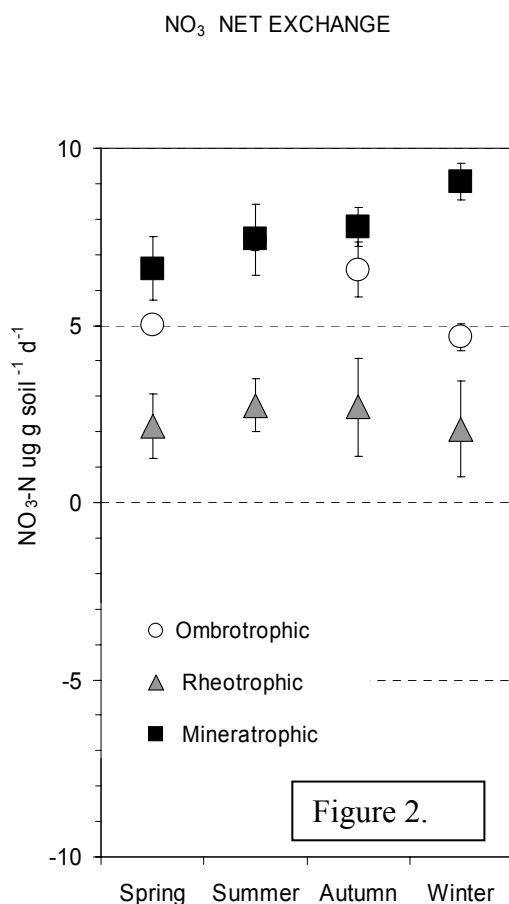 NO₃ NET EXCHANGE
10
5
0
-5
-10
NO₃-N ug g soil ⁻¹ d⁻¹
Ombrotrophic
Rheotrophic
Mineratrophic
Figure 2.
Spring Summer Autumn Winter